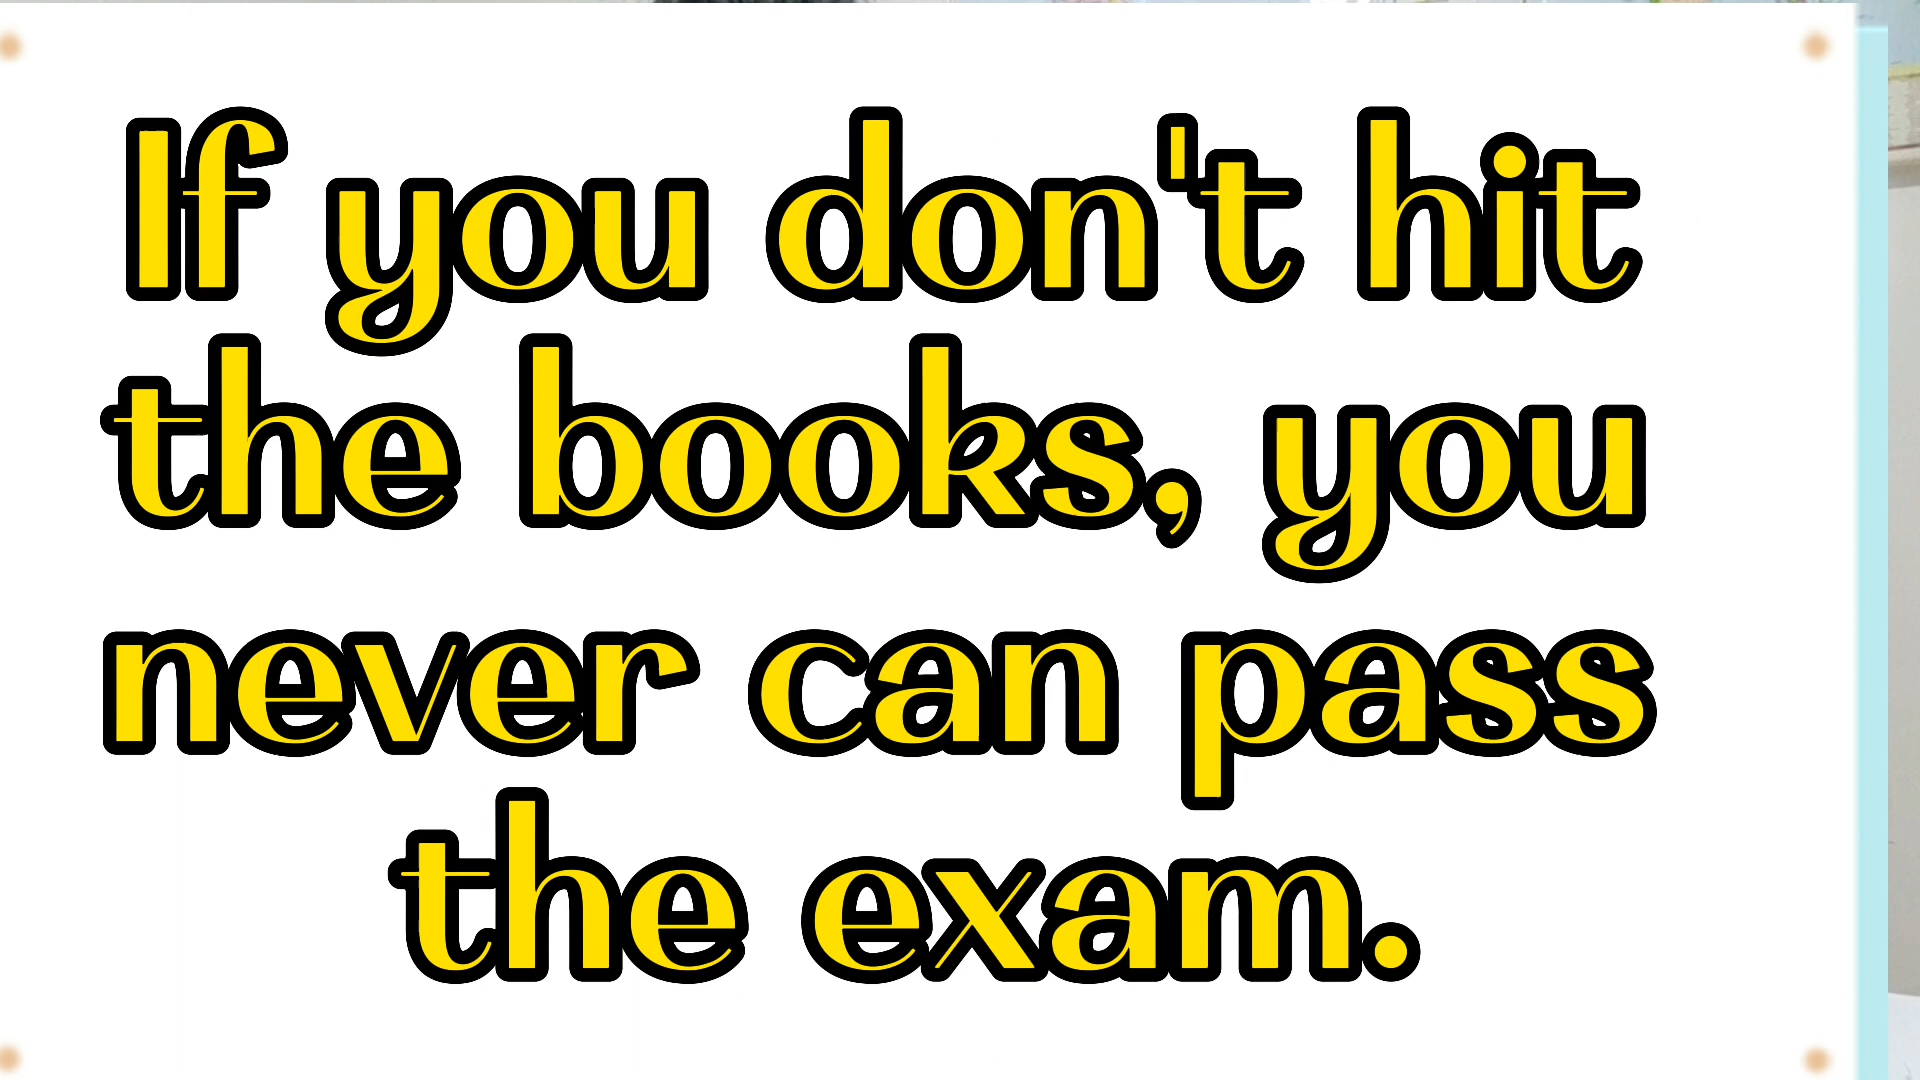 If you don't hit
the books, you
never can pass
the exam.